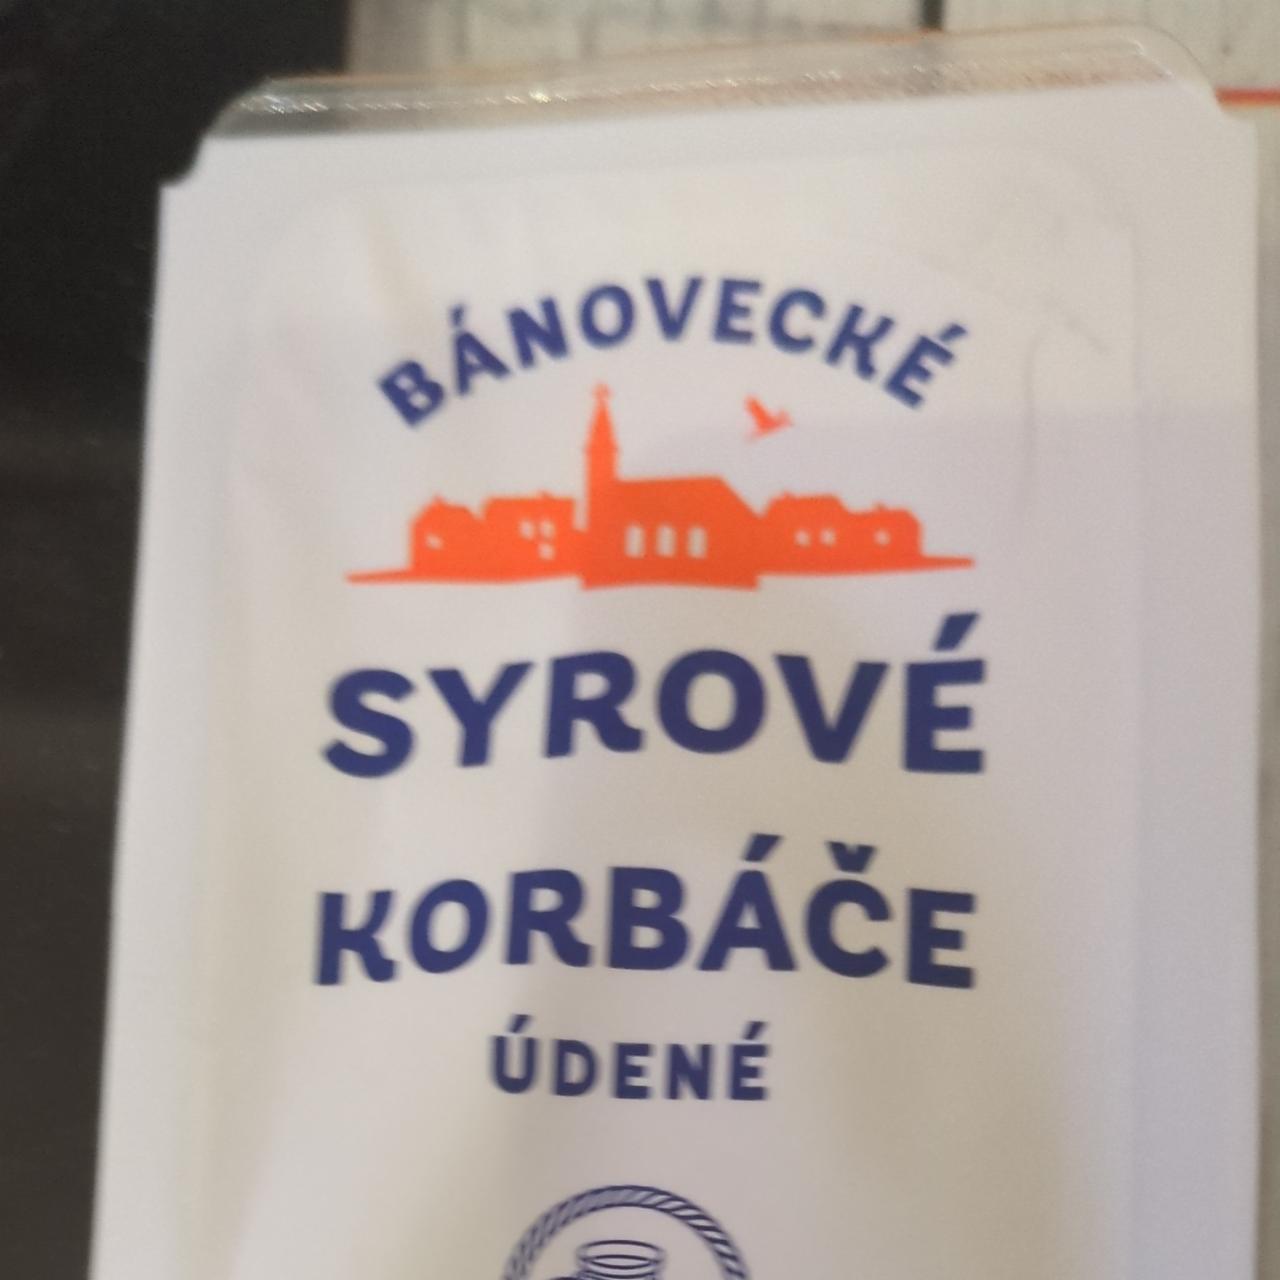 BÁNOVECKÉ
SYROVÉ
KORBÁČE
ÚDENÉ